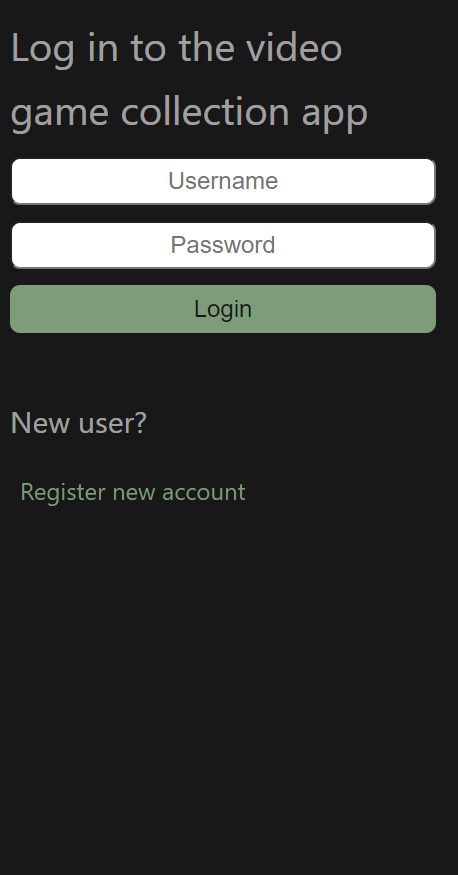 Log in to the video
game collection app
Username
Password
Login
New user?
Register new account